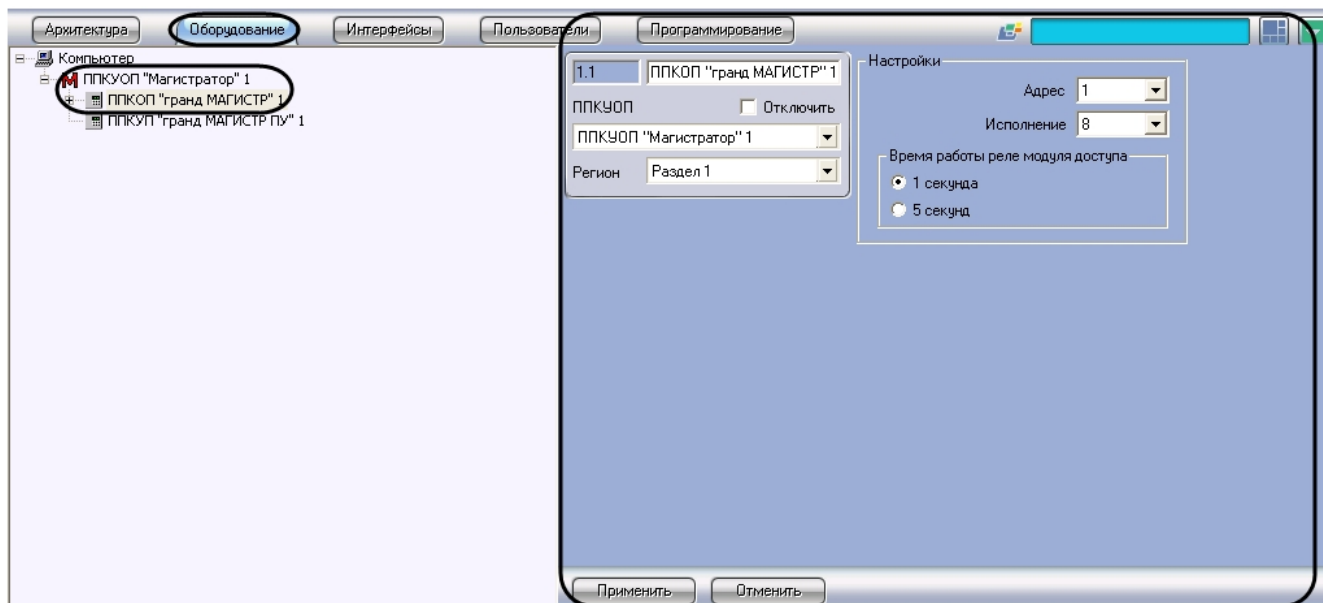 Архитектура Оборудование Интерфейсы Пользователи Программирование
Компьютер
ППКУОП "Магистратор" 1
ППКОП "гранд МАГИСТР" 1
ППКУП "гранд МАГИСТР ПУ" 1
1.1 ППКОП "гранд МАГИСТР" 1
ППКУОП Отключить
ППКУОП "Магистратор" 1
Регион Раздел 1
Настройки
Адрес 1
Исполнение 8
Время работы реле модуля доступа
1 секунда
5 секунд
Применить Отменить